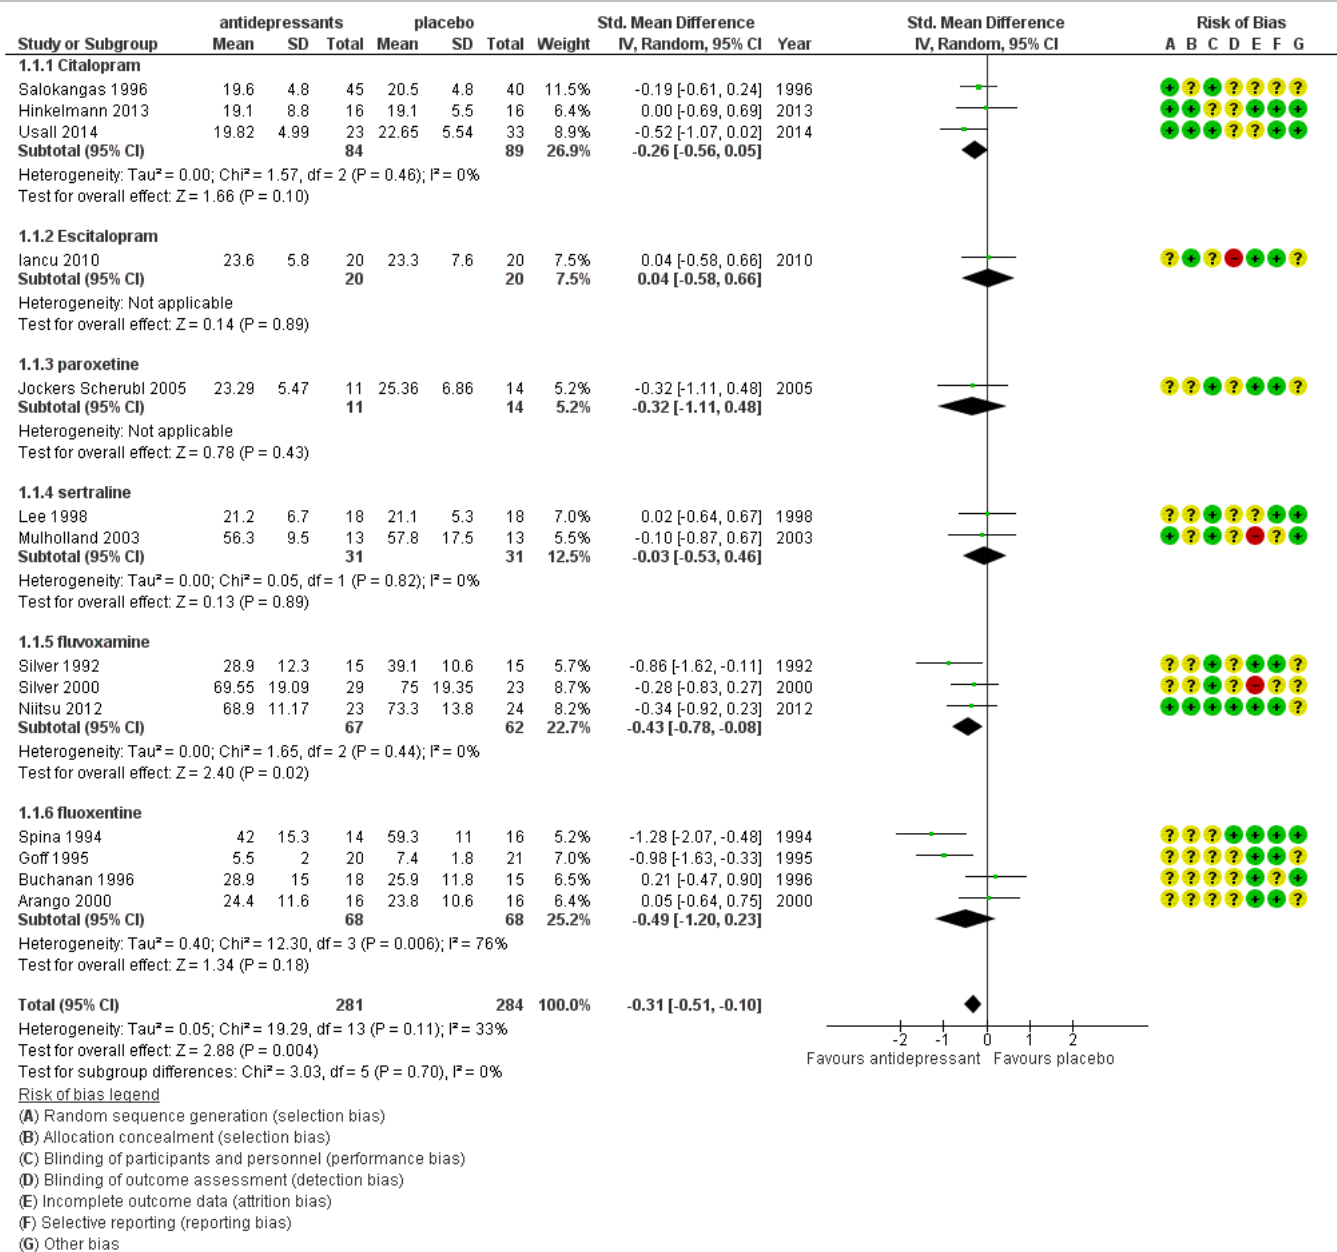 antidepressants placebo Std. Mean Difference Std. Mean Difference Risk of Bias
Study or Subgroup Mean SD Total Mean SD Total Weight IV, Random, 95% CI Year IV, Random, 95% CI A B C D E F G
1.1.1 Citalopram
Salokangas 1996 19.6 4.8 45 20.5 4.8 40 11.5% -0.19 [-0.61, 0.24] 1996 + ? + ? ? ? ?
Hinkelmann 2013 19.1 8.8 16 19.1 5.5 16 6.4% 0.00 [-0.69, 0.69] 2013 + + ? ? + + +
Usall 2014 19.82 4.99 23 22.65 5.54 33 8.9% -0.52 [-1.07, 0.02] 2014 + + + ? ? + +
Subtotal (95% CI) 84 89 26.9% -0.26 [-0.56, 0.05]
Heterogeneity: Tau² = 0.00; Chi² = 1.57, df = 2 (P = 0.46); I² = 0%
Test for overall effect: Z = 1.66 (P = 0.10)
1.1.2 Escitalopram
Iancu 2010 23.6 5.8 20 23.3 7.6 20 7.5% 0.04 [-0.58, 0.66] 2010 ? + ? - + + ?
Subtotal (95% CI) 20 20 7.5% 0.04 [-0.58, 0.66]
Heterogeneity: Not applicable
Test for overall effect: Z = 0.14 (P = 0.89)
1.1.3 paroxetine
Jockers Scherubl 2005 23.29 5.47 11 25.36 6.86 14 5.2% -0.32 [-1.11, 0.48] 2005 ? ? + ? + + ?
Subtotal (95% CI) 11 14 5.2% -0.32 [-1.11, 0.48]
Heterogeneity: Not applicable
Test for overall effect: Z = 0.78 (P = 0.43)
1.1.4 sertraline
Lee 1998 21.2 6.7 18 21.1 5.3 18 7.0% 0.02 [-0.64, 0.67] 1998 ? ? + ? ? + +
Mulholland 2003 56.3 9.5 13 57.8 17.5 13 5.5% -0.10 [-0.87, 0.67] 2003 + ? + ? - ? +
Subtotal (95% CI) 31 31 12.5% -0.03 [-0.53, 0.46]
Heterogeneity: Tau² = 0.00; Chi² = 0.05, df = 1 (P = 0.82); I² = 0%
Test for overall effect: Z = 0.13 (P = 0.89)
1.1.5 fluvoxamine
Silver 1992 28.9 12.3 15 39.1 10.6 15 5.7% -0.86 [-1.62, -0.11] 1992 ? ? + ? + + ?
Silver 2000 69.55 19.09 29 75 19.35 23 8.7% -0.28 [-0.83, 0.27] 2000 ? ? + ? - ? ?
Niitsu 2012 68.9 11.17 23 73.3 13.8 24 8.2% -0.34 [-0.92, 0.23] 2012 + + + + + + ?
Subtotal (95% CI) 67 62 22.7% -0.43 [-0.78, -0.08]
Heterogeneity: Tau² = 0.00; Chi² = 1.65, df = 2 (P = 0.44); I² = 0%
Test for overall effect: Z = 2.40 (P = 0.02)
1.1.6 fluoxentine
Spina 1994 42 15.3 14 59.3 11 16 5.2% -1.28 [-2.07, -0.48] 1994 ? ? ? + + + +
Goff 1995 5.5 2 20 7.4 1.8 21 7.0% -0.98 [-1.63, -0.33] 1995 ? ? ? ? + + ?
Buchanan 1996 28.9 15 18 25.9 11.8 15 6.5% 0.21 [-0.47, 0.90] 1996 ? ? ? ? + ? +
Arango 2000 24.4 11.6 16 23.8 10.6 16 6.4% 0.05 [-0.64, 0.75] 2000 ? ? ? ? + + ?
Subtotal (95% CI) 68 68 25.2% -0.49 [-1.20, 0.23]
Heterogeneity: Tau² = 0.40; Chi² = 12.30, df = 3 (P = 0.006); I² = 76%
Test for overall effect: Z = 1.34 (P = 0.18)
Total (95% CI) 281 284 100.0% -0.31 [-0.51, -0.10]
Heterogeneity: Tau² = 0.05; Chi² = 19.29, df = 13 (P = 0.11); I² = 33%
Test for overall effect: Z = 2.88 (P = 0.004)
Test for subgroup differences: Chi² = 3.03, df = 5 (P = 0.70), I² = 0%
-2 -1 0 1 2
Favours antidepressant Favours placebo
Risk of bias legend
(A) Random sequence generation (selection bias)
(B) Allocation concealment (selection bias)
(C) Blinding of participants and personnel (performance bias)
(D) Blinding of outcome assessment (detection bias)
(E) Incomplete outcome data (attrition bias)
(F) Selective reporting (reporting bias)
(G) Other bias